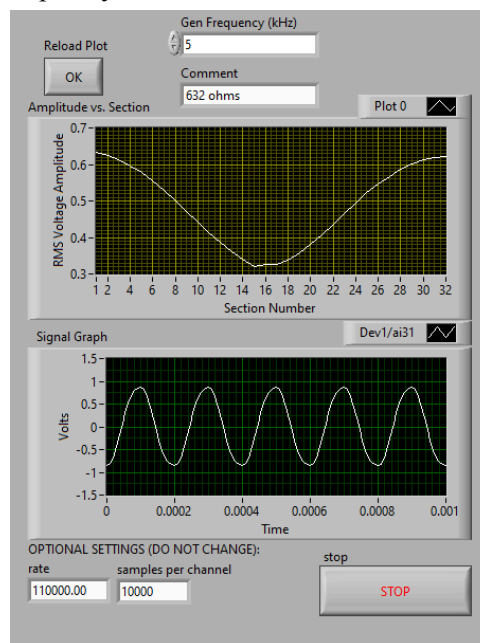 Gen Frequency (kHz)
Reload Plot
5
OK
Comment
632 ohms
Amplitude vs. Section
Plot 0
0.7
0.6
0.5
0.4
0.3
RMS Voltage Amplitude
1 2 4 6 8 10 12 14 16 18 20 22 24 26 28 30 32
Section Number
Signal Graph
Dev1/ai31
1.5
1
0.5
0
-0.5
-1
-1.5
Volts
0 0.0002 0.0004 0.0006 0.0008 0.001
Time
OPTIONAL SETTINGS (DO NOT CHANGE):
rate
samples per channel
110000.00
10000
stop
STOP